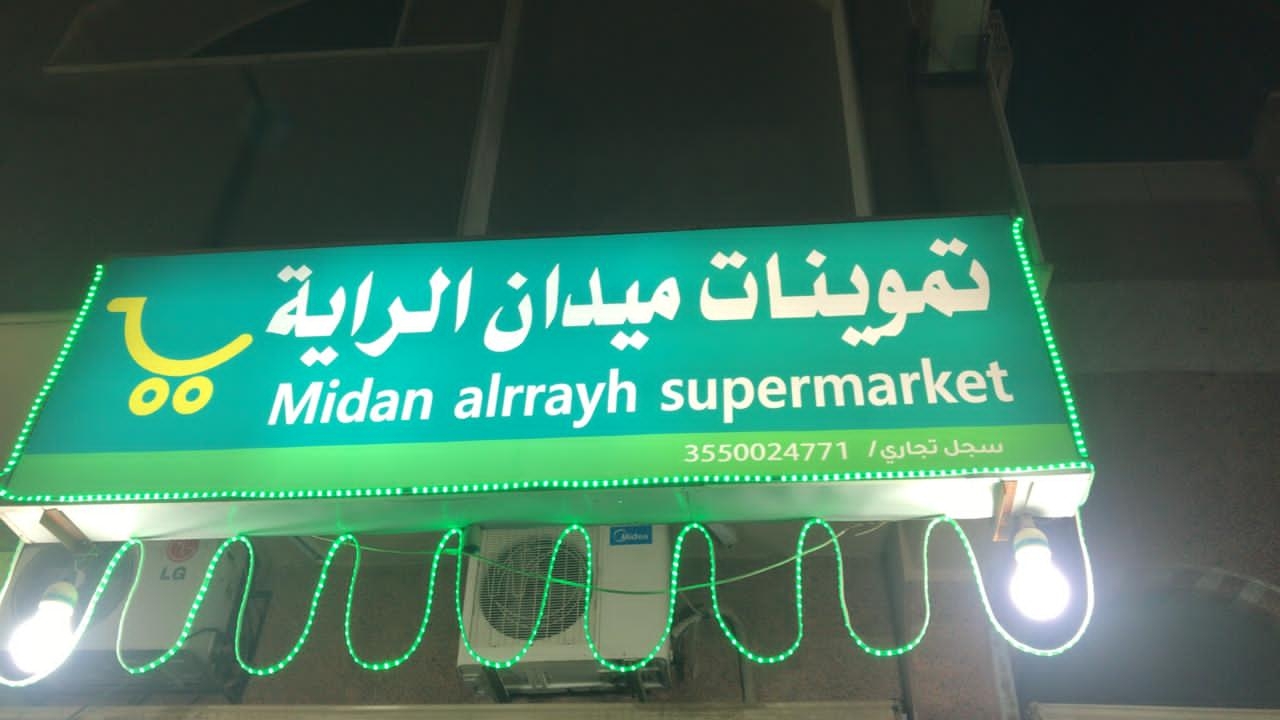 تموينات ميدان الراية
Midan alrrayh supermarket
سجل تجاري/ 3550024771
LG
Midea